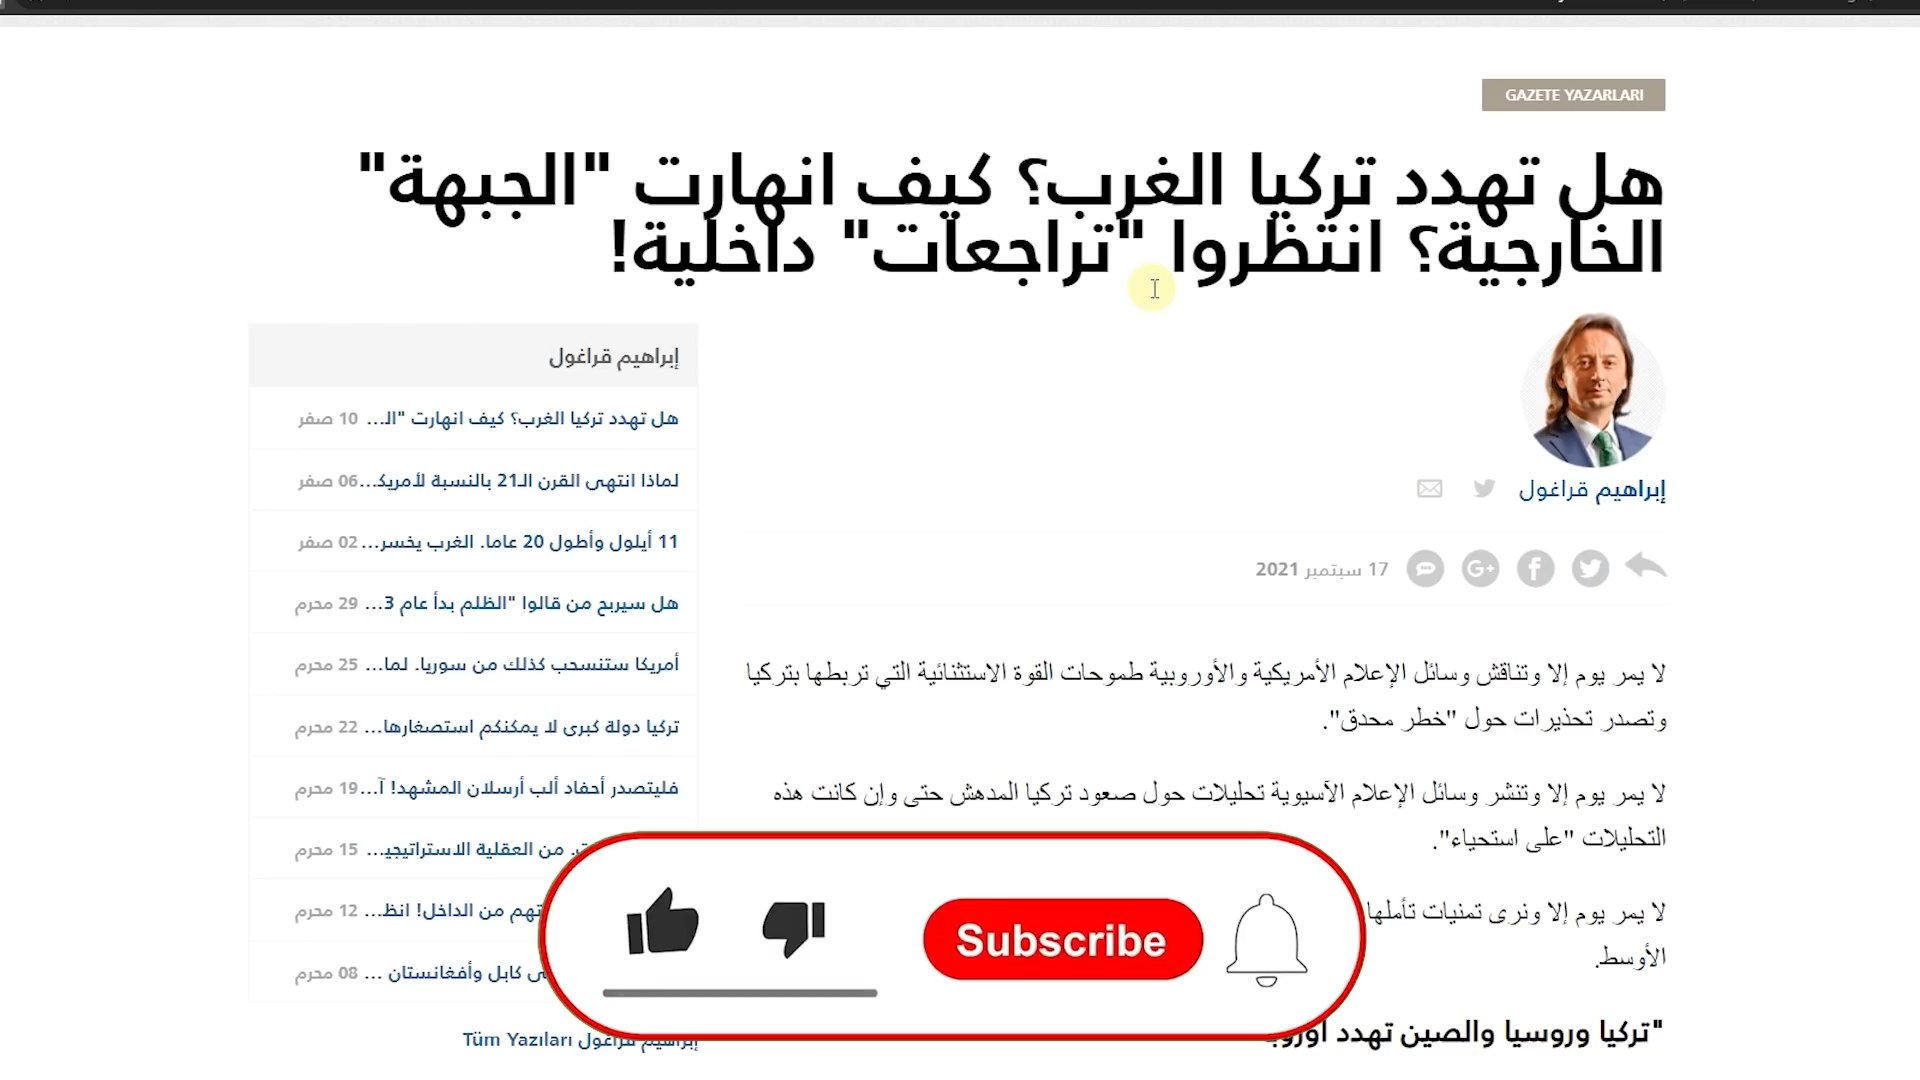 GAZETE YAZARLARI
هل تهدد تركيا الغرب؟ كيف انهارت "الجبهة"
الخارجية؟ انتظروا "تراجعات" داخلية!
إبراهيم قراغول
17 سبتمبر 2021
لا يمر يوم إلا وتناقش وسائل الإعلام الأمريكية والأوروبية طموحات القوة الاستثنائية التي تربطها بتركيا
وتصدر تحذيرات حول "خطر محدق".
لا يمر يوم إلا وتنشر وسائل الإعلام الآسيوية تحليلات حول صعود تركيا المدهش حتى وإن كانت هذه
التحليلات "على استحياء".
لا يمر يوم إلا ونرى تمنيات تأملها
الأوسط.
"تركيا وروسيا والصين تهدد
إبراهيم قراغول
هل تهدد تركيا الغرب؟ كيف انهارت "الـ... 10 صفر
لماذا انتهى القرن الـ21 بالنسبة لأمريكـ... 06 صفر
11 أيلول وأطول 20 عاما. الغرب يخسر... 02 صفر
هل سيربح من قالوا "الظلم بدأ عام 3... 29 محرم
أمريكا ستنسحب كذلك من سوريا. لما... 25 محرم
تركيا دولة كبرى لا يمكنكم استصغارها... 22 محرم
فليتصدر أحفاد ألب أرسلان المشهد! آ... 19 محرم
من العقلية الاستراتيجيـ... 15 محرم
من الداخل! انظـ... 12 محرم
كابل وأفغانستان ... 08 محرم
إبراهيم قراغول Tüm Yazıları
Subscribe